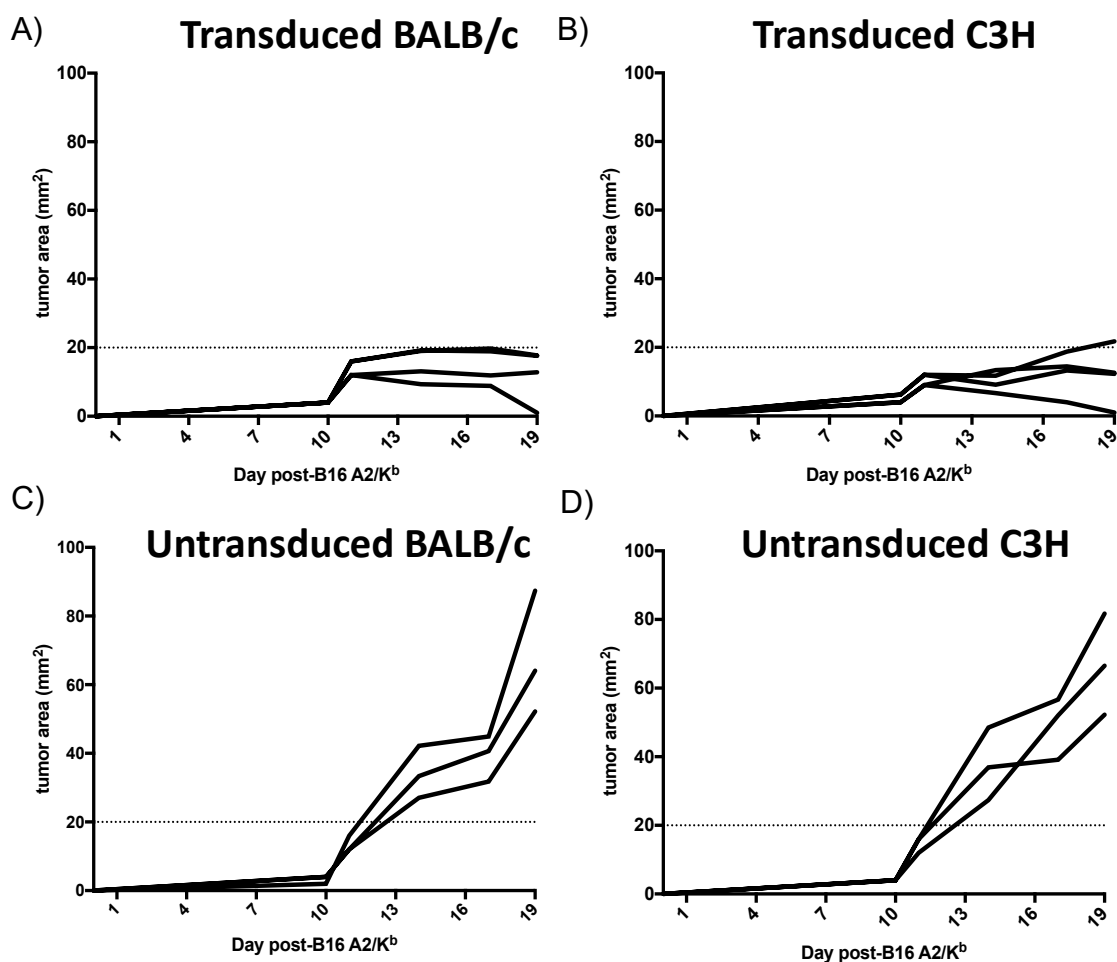 A) Transduced BALB/c
100
80
60
40
20
0
tumor area (mm²)
1 4 7 10 13 16 19
Day post-B16 A2/Kᵇ
B) Transduced C3H
100
80
60
40
20
0
tumor area (mm²)
1 4 7 10 13 16 19
Day post-B16 A2/Kᵇ
C) Untransduced BALB/c
100
80
60
40
20
0
tumor area (mm²)
1 4 7 10 13 16 19
Day post-B16 A2/Kᵇ
D) Untransduced C3H
100
80
60
40
20
0
tumor area (mm²)
1 4 7 10 13 16 19
Day post-B16 A2/Kᵇ